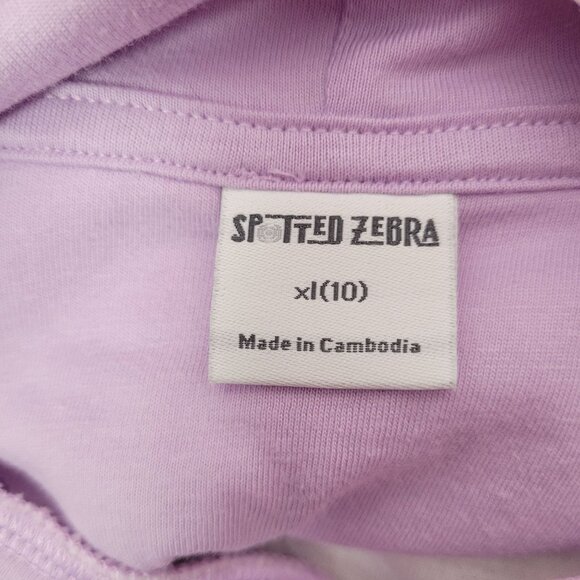 SPOTTED ZEBRA
xl(10)
Made in Cambodia